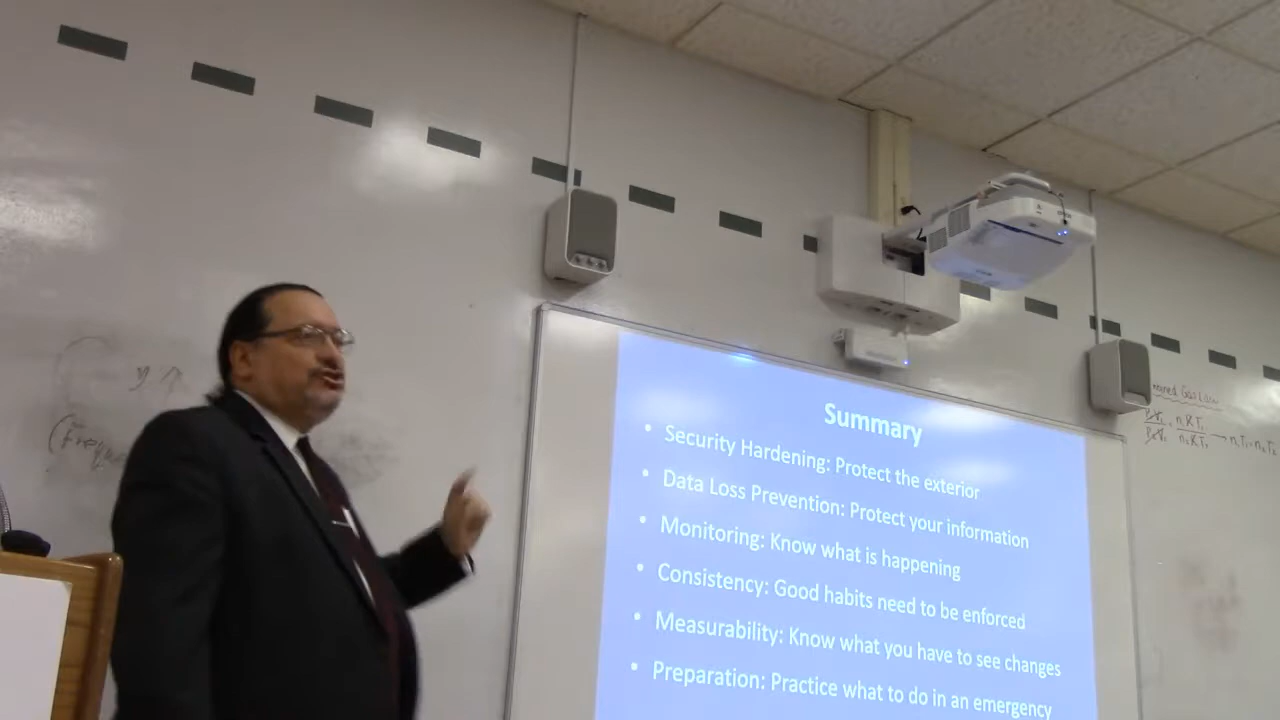 Summary
• Security Hardening: Protect the exterior
• Data Loss Prevention: Protect your information
• Monitoring: Know what is happening
• Consistency: Good habits need to be enforced
• Measurability: Know what you have to see changes
• Preparation: Practice what to do in an emergency
Gas Law